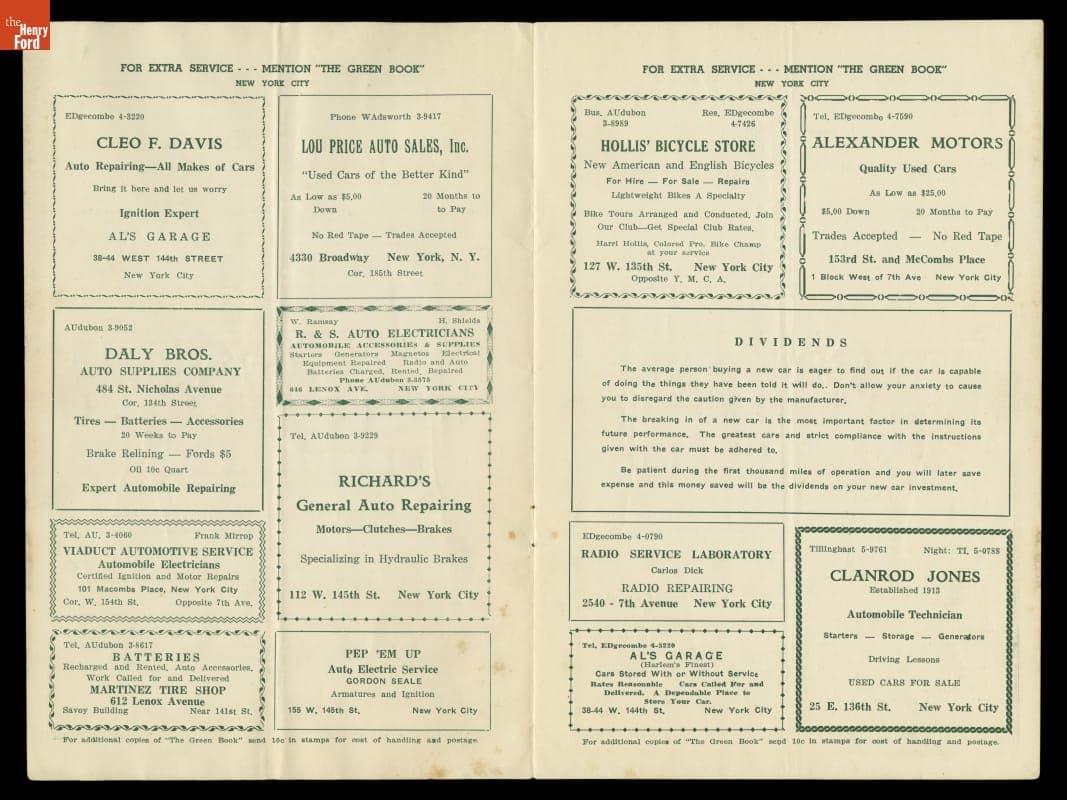 the
Henry
Ford
FOR EXTRA SERVICE - - - MENTION "THE GREEN BOOK"
NEW YORK CITY
EDgecombe 4-3220
CLEO F. DAVIS
Auto Repairing—All Makes of Cars
Bring it here and let us worry
Ignition Expert
AL'S GARAGE
38-44 WEST 144th STREET
New York City
Phone WAdsworth 3-9417
LOU PRICE AUTO SALES, Inc.
"Used Cars of the Better Kind"
As Low as $5,00 20 Months to
Down to Pay
No Red Tape — Trades Accepted
4330 Broadway New York, N. Y.
Cor. 185th Street
AUdubon 3-9052
DALY BROS.
AUTO SUPPLIES COMPANY
484 St. Nicholas Avenue
Cor. 134th Street
Tires — Batteries — Accessories
20 Weeks to Pay
Brake Relining — Fords $5
Oil 10c Quart
Expert Automobile Repairing
W. Ramsay H. Shields
R. & S. AUTO ELECTRICIANS
AUTOMOBILE ACCESSORIES & SUPPLIES
Starters Generators Magnetos Electrical
Equipment Repaired Radio and Auto
Batteries Charged, Rented, Repaired
Phone AUdubon 3-3575
646 LENOX AVE. NEW YORK CITY
Tel. AUdubon 3-9229
RICHARD'S
General Auto Repairing
Motors—Clutches—Brakes
Specializing in Hydraulic Brakes
112 W. 145th St. New York City
Tel. AU. 3-4060 Frank Mirrop
VIADUCT AUTOMOTIVE SERVICE
Automobile Electricians
Certified Ignition and Motor Repairs
101 Macombs Place, New York City
Cor. W. 154th St. Opposite 7th Ave.
Tel. AUdubon 3-8617
BATTERIES
Recharged and Rented, Auto Accessories.
Work Called for and Delivered
MARTINEZ TIRE SHOP
612 Lenox Avenue
Savoy Building Near 141st St.
PEP 'EM UP
Auto Electric Service
GORDON SEALE
Armatures and Ignition
155 W. 145th St. New York City
For additional copies of "The Green Book" send 10c in stamps for cost of handling and postage.
FOR EXTRA SERVICE - - - MENTION "THE GREEN BOOK"
NEW YORK CITY
Bus. AUdubon Res. EDgecombe
3-8989 4-7426
HOLLIS' BICYCLE STORE
New American and English Bicycles
For Hire — For Sale — Repairs
Lightweight Bikes A Specialty
Bike Tours Arranged and Conducted. Join
Our Club—Get Special Club Rates.
Harri Hollis, Colored Pro. Bike Champ
at your service
127 W. 135th St. New York City
Opposite Y. M. C. A.
Tel. EDgecombe 4-7590
ALEXANDER MOTORS
Quality Used Cars
As Low as $25.00
$5.00 Down 20 Months to Pay
Trades Accepted — No Red Tape
153rd St. and McCombs Place
1 Block West of 7th Ave New York City
DIVIDENDS
The average person buying a new car is eager to find out if the car is capable
of doing the things they have been told it will do.. Don't allow your anxiety to cause
you to disregard the caution given by the manufacturer.
The breaking in of a new car is the most important factor in determining its
future performance. The greatest care and strict compliance with the instructions
given with the car must be adhered to.
Be patient during the first thousand miles of operation and you will later save
expense and this money saved will be the dividends on your new car investment.
EDgecombe 4-0790
RADIO SERVICE LABORATORY
Carlos Dick
RADIO REPAIRING
2540 - 7th Avenue New York City
Tel. EDgecombe 4-3220
AL'S GARAGE
(Harlem's Finest)
Cars Stored With or Without Service
Rates Reasonable Cars Called For and
Delivered. A Dependable Place to
Store Your Car.
38-44 W. 144th St. New York City
Tillinghast 5-9761 Night: TI. 5-0788
CLANROD JONES
Established 1913
Automobile Technician
Starters — Storage — Generators
Driving Lessons
USED CARS FOR SALE
25 E. 136th St. New York City
For additional copies of "The Green Book" send 10c in stamps for cost of handling and postage.